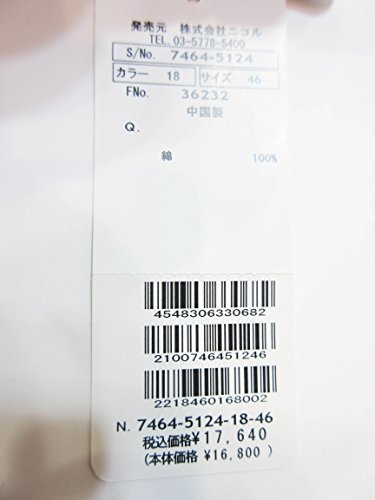 発売元 株式会社ニコル
TEL.03-5778-5400
S/No. 7464-5124
カラー 18 サイズ 46
FNo. 36232
中国製
Q.
綿 100%
4548306330682
2100746451246
2218460168002
N. 7464-5124-18-46
税込価格¥17,640
(本体価格 ¥16,800 )